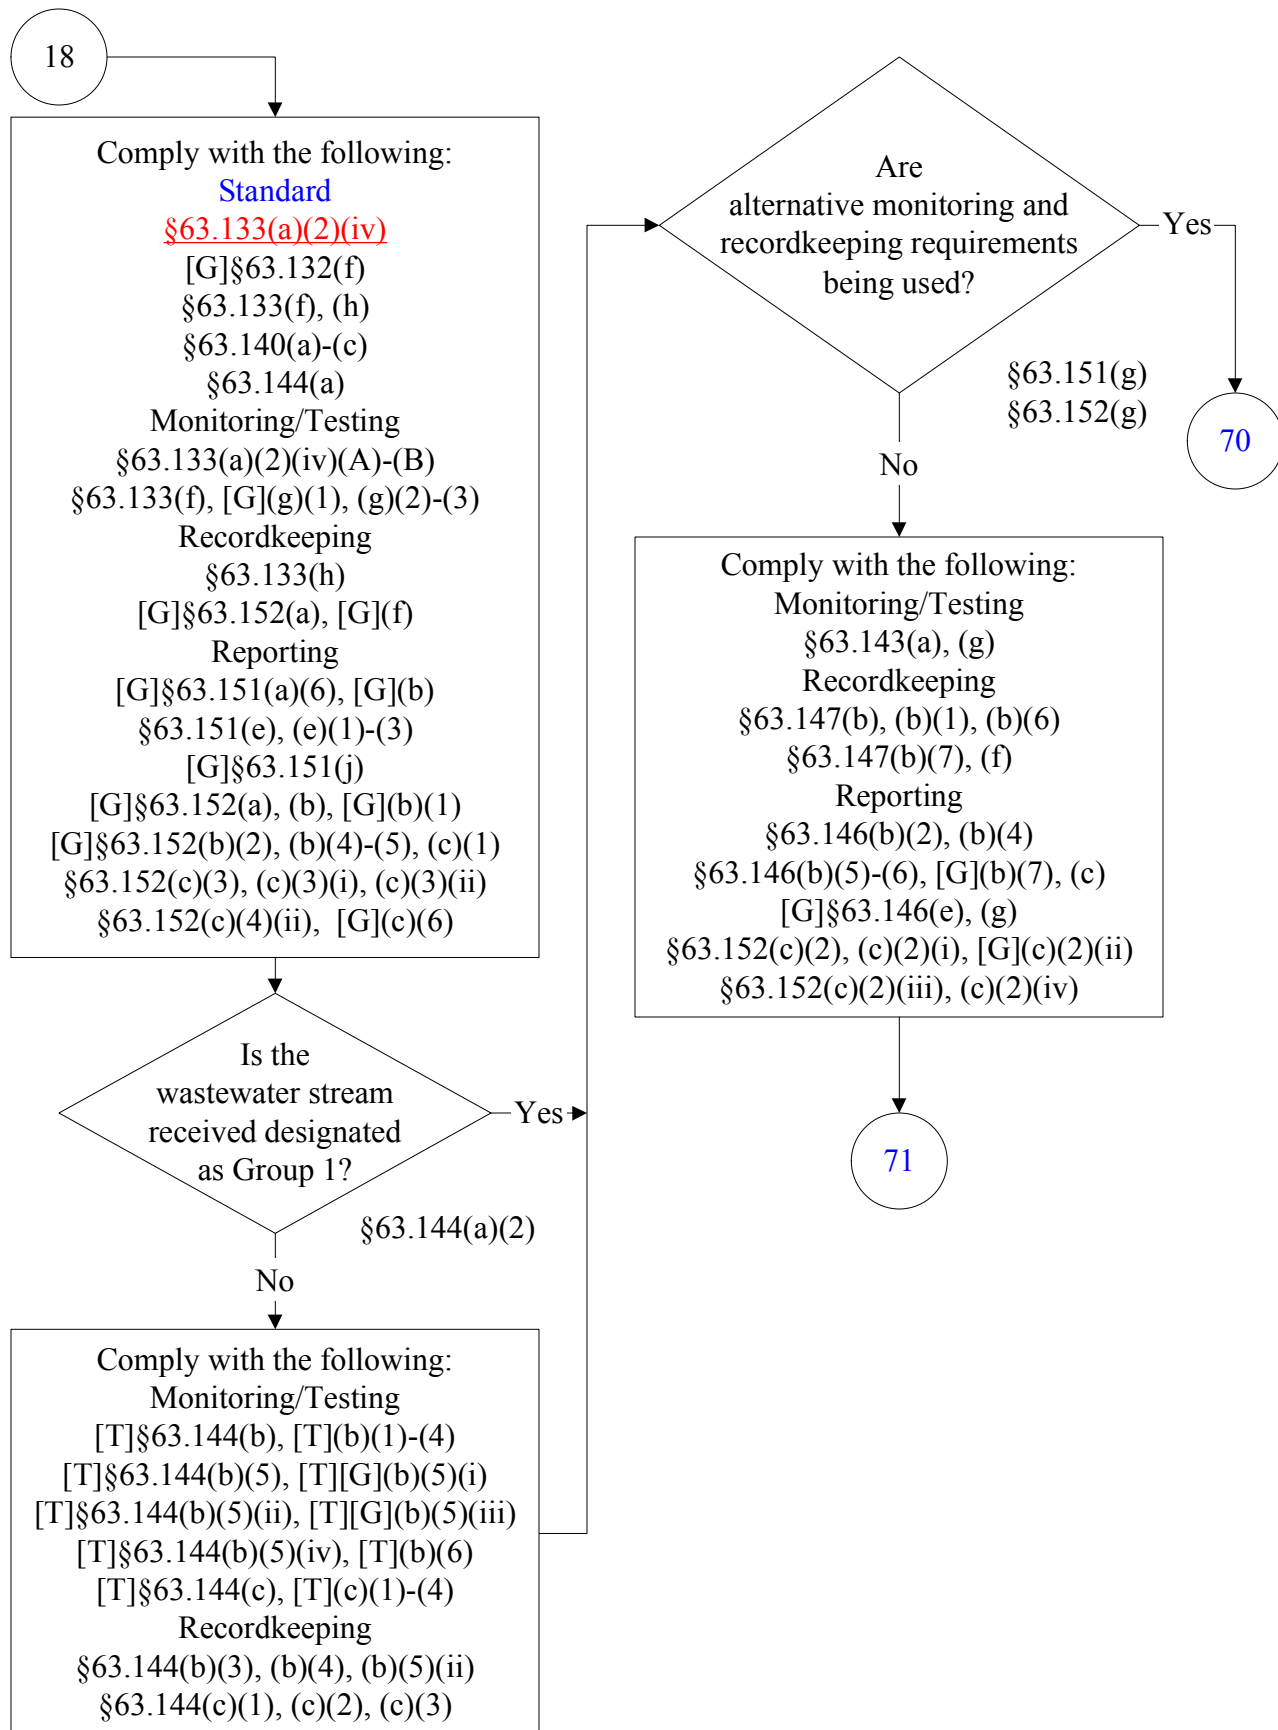 18
Comply with the following:
Standard
§63.133(a)(2)(iv)
[G]§63.132(f)
§63.133(f), (h)
§63.140(a)-(c)
§63.144(a)
Monitoring/Testing
§63.133(a)(2)(iv)(A)-(B)
§63.133(f), [G](g)(1), (g)(2)-(3)
Recordkeeping
§63.133(h)
[G]§63.152(a), [G](f)
Reporting
[G]§63.151(a)(6), [G](b)
§63.151(e), (e)(1)-(3)
[G]§63.151(j)
[G]§63.152(a), (b), [G](b)(1)
[G]§63.152(b)(2), (b)(4)-(5), (c)(1)
§63.152(c)(3), (c)(3)(i), (c)(3)(ii)
§63.152(c)(4)(ii), [G](c)(6)
Is the
wastewater stream
received designated
as Group 1?
Yes
§63.144(a)(2)
No
Comply with the following:
Monitoring/Testing
[T]§63.144(b), [T](b)(1)-(4)
[T]§63.144(b)(5), [T][G](b)(5)(i)
[T]§63.144(b)(5)(ii), [T][G](b)(5)(iii)
[T]§63.144(b)(5)(iv), [T](b)(6)
[T]§63.144(c), [T](c)(1)-(4)
Recordkeeping
§63.144(b)(3), (b)(4), (b)(5)(ii)
§63.144(c)(1), (c)(2), (c)(3)
Are
alternative monitoring and
recordkeeping requirements
being used?
Yes
§63.151(g)
§63.152(g)
70
No
Comply with the following:
Monitoring/Testing
§63.143(a), (g)
Recordkeeping
§63.147(b), (b)(1), (b)(6)
§63.147(b)(7), (f)
Reporting
§63.146(b)(2), (b)(4)
§63.146(b)(5)-(6), [G](b)(7), (c)
[G]§63.146(e), (g)
§63.152(c)(2), (c)(2)(i), [G](c)(2)(ii)
§63.152(c)(2)(iii), (c)(2)(iv)
71